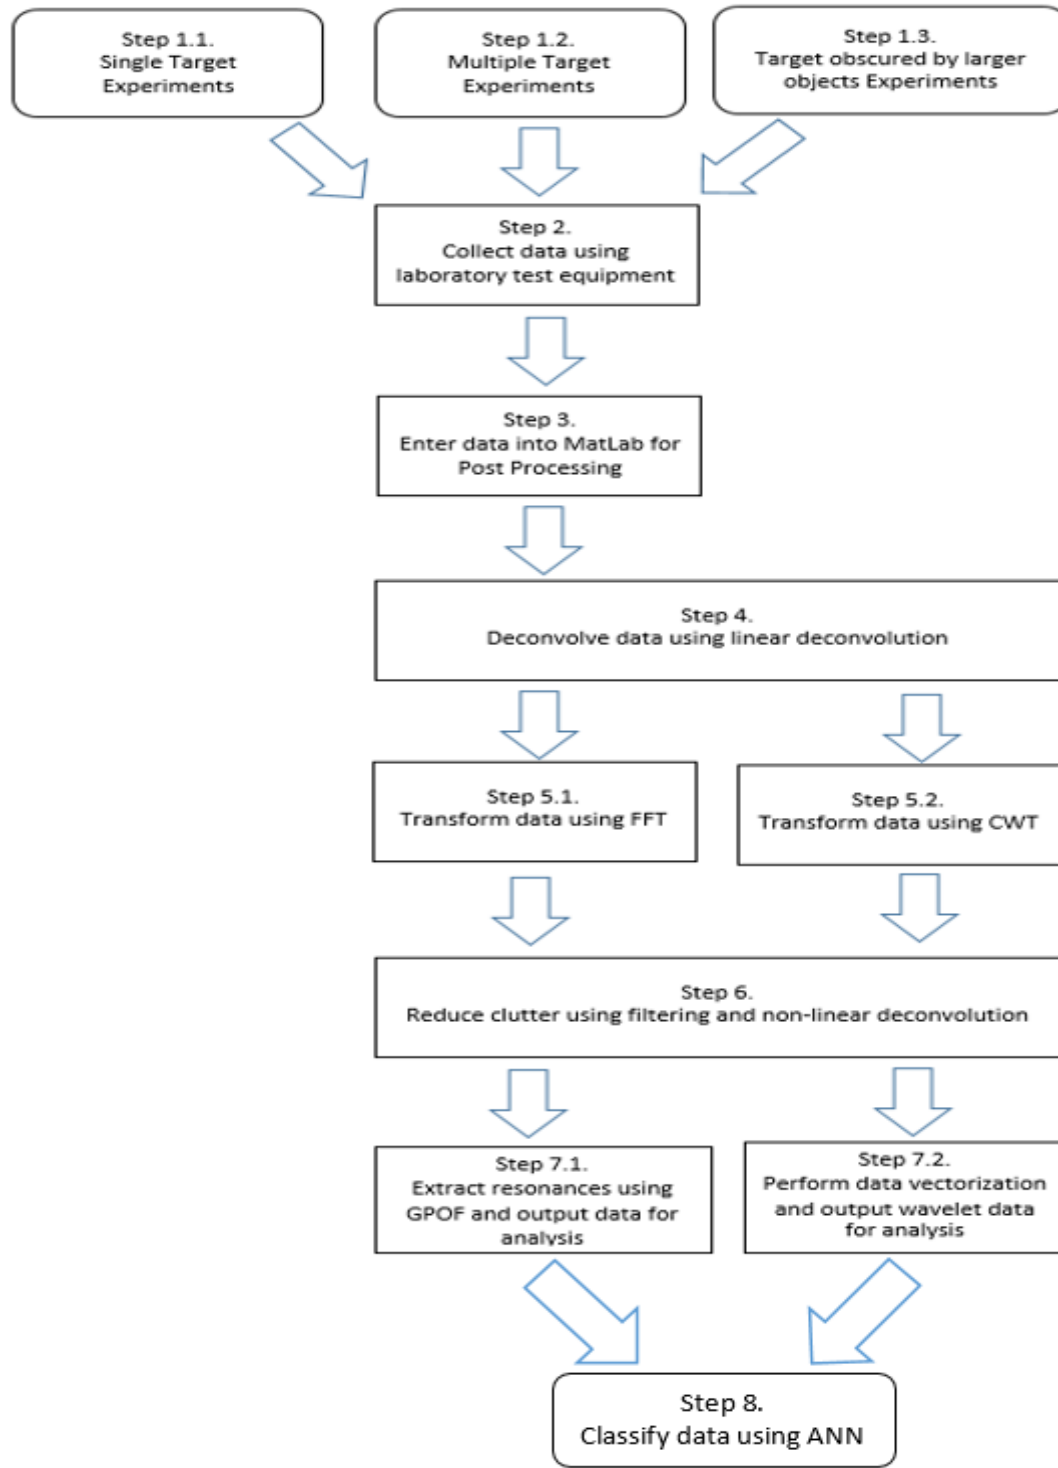 Step 1.1.
Single Target
Experiments
Step 1.2.
Multiple Target
Experiments
Step 1.3.
Target obscured by larger
objects Experiments
Step 2.
Collect data using
laboratory test equipment
Step 3.
Enter data into MatLab for
Post Processing
Step 4.
Deconvolve data using linear deconvolution
Step 5.1.
Transform data using FFT
Step 5.2.
Transform data using CWT
Step 6.
Reduce clutter using filtering and non-linear deconvolution
Step 7.1.
Extract resonances using
GPOF and output data for
analysis
Step 7.2.
Perform data vectorization
and output wavelet data
for analysis
Step 8.
Classify data using ANN